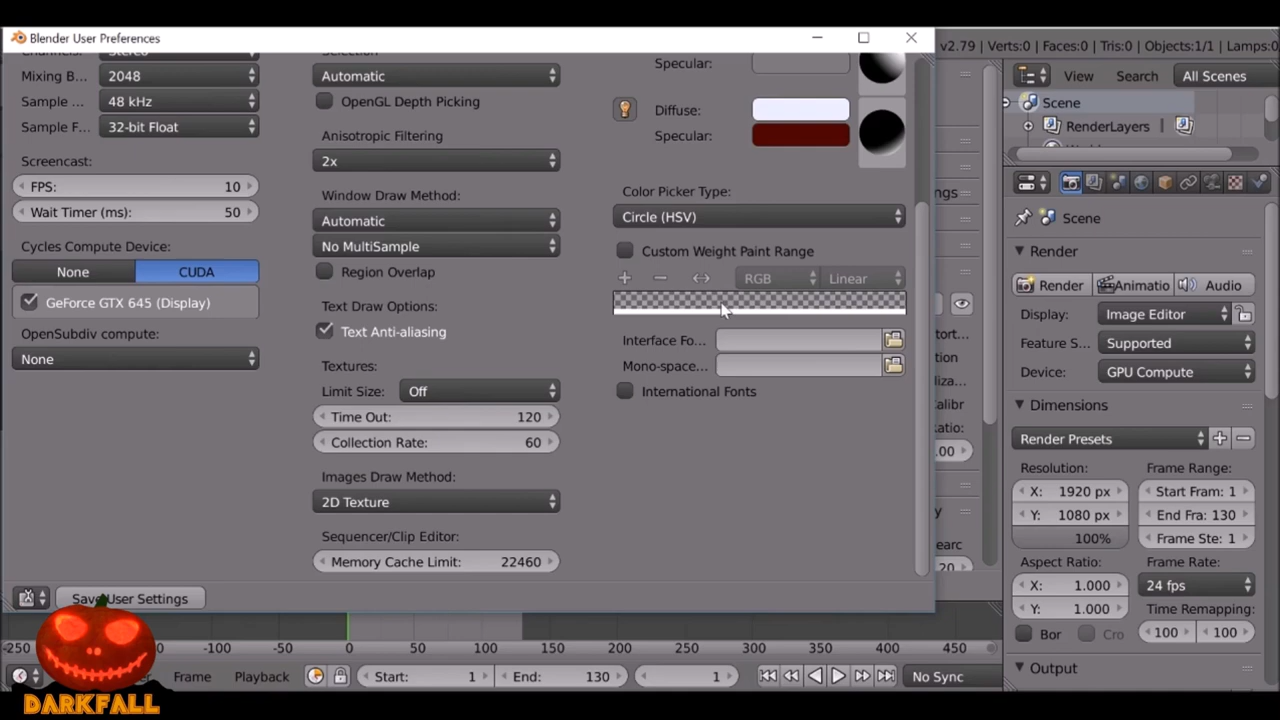 Blender User Preferences
v2.79 | Verts:0 | Faces:0 | Tris:0 | Objects:1/1 | Lamps:0
Mixing B... 2048
Sample ... 48 kHz
Sample F... 32-bit Float
Screencast:
FPS: 10
Wait Timer (ms): 50
Cycles Compute Device:
None CUDA
GeForce GTX 645 (Display)
OpenSubdiv compute:
None
Automatic
OpenGL Depth Picking
Anisotropic Filtering
2x
Window Draw Method:
Automatic
No MultiSample
Region Overlap
Text Draw Options:
Text Anti-aliasing
Textures:
Limit Size: Off
Time Out: 120
Collection Rate: 60
Images Draw Method:
2D Texture
Sequencer/Clip Editor:
Memory Cache Limit: 22460
Specular:
Diffuse:
Specular:
Color Picker Type:
Circle (HSV)
Custom Weight Paint Range
RGB Linear
Interface Fo...
Mono-space...
International Fonts
Save User Settings
View Search All Scenes
Scene
RenderLayers
Scene
Render
Render Animatio Audio
Display: Image Editor
Feature S... Supported
Device: GPU Compute
Dimensions
Render Presets
Resolution: Frame Range:
X: 1920 px Start Fram: 1
Y: 1080 px End Fra: 130
100% Frame Ste: 1
Aspect Ratio: Frame Rate:
X: 1.000 24 fps
Y: 1.000 Time Remapping:
Bor Cro 100 100
Output
-250 -100 -50 0 50 100 150 200 250 300 350 400 450
Frame Playback Start: 1 End: 130 1 No Sync
DARKFALL